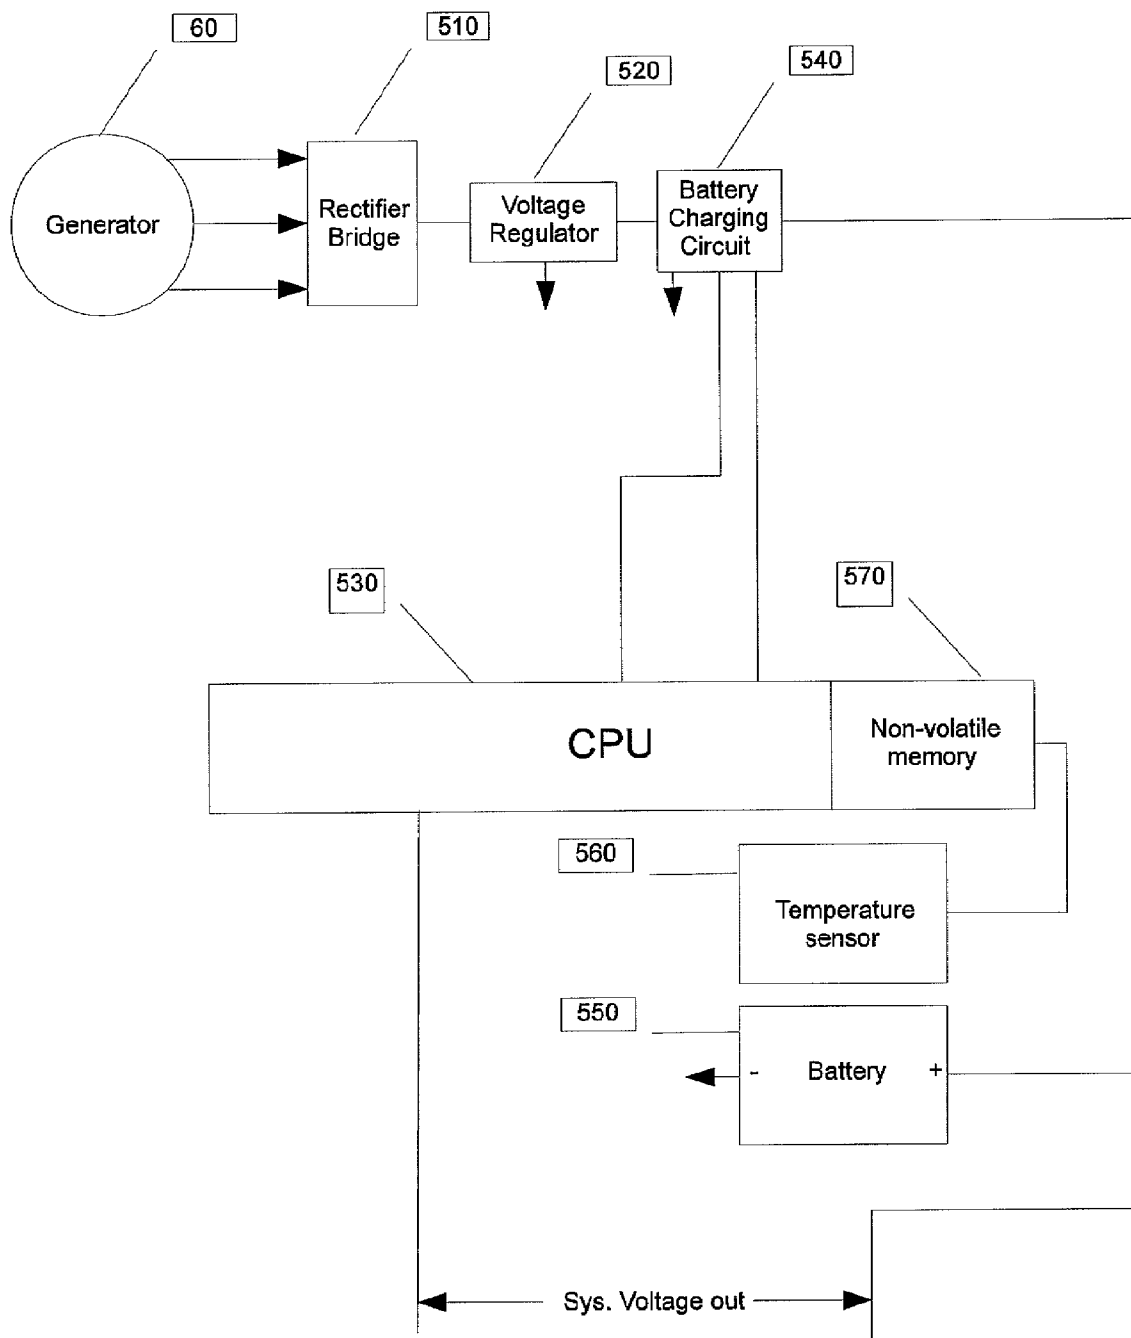 60
510
520
540
Generator
Rectifier
Bridge
Voltage
Regulator
Battery
Charging
Circuit
530
570
CPU
Non-volatile
memory
560
Temperature
sensor
550
- Battery +
Sys. Voltage out